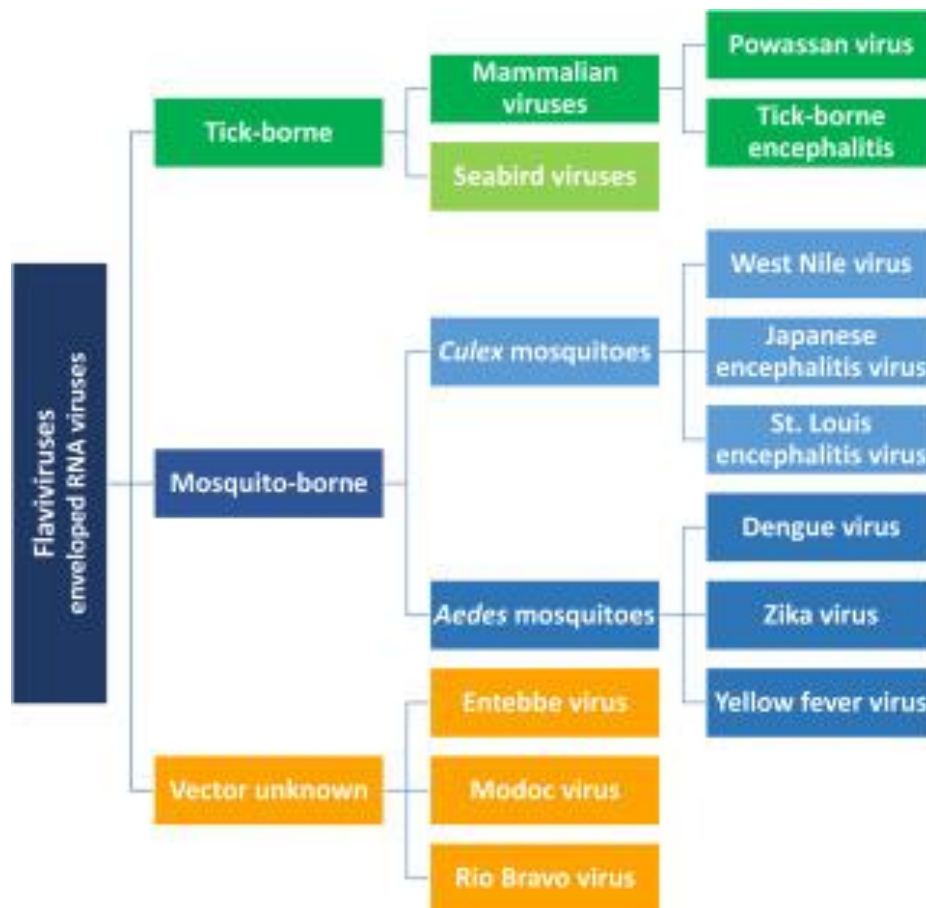 Flaviviruses
enveloped RNA viruses
Tick-borne
Mammalian
viruses
Powassan virus
Tick-borne
encephalitis
Seabird viruses
Mosquito-borne
Culex mosquitoes
West Nile virus
Japanese
encephalitis virus
St. Louis
encephalitis virus
Aedes mosquitoes
Dengue virus
Zika virus
Yellow fever virus
Vector unknown
Entebbe virus
Modoc virus
Rio Bravo virus